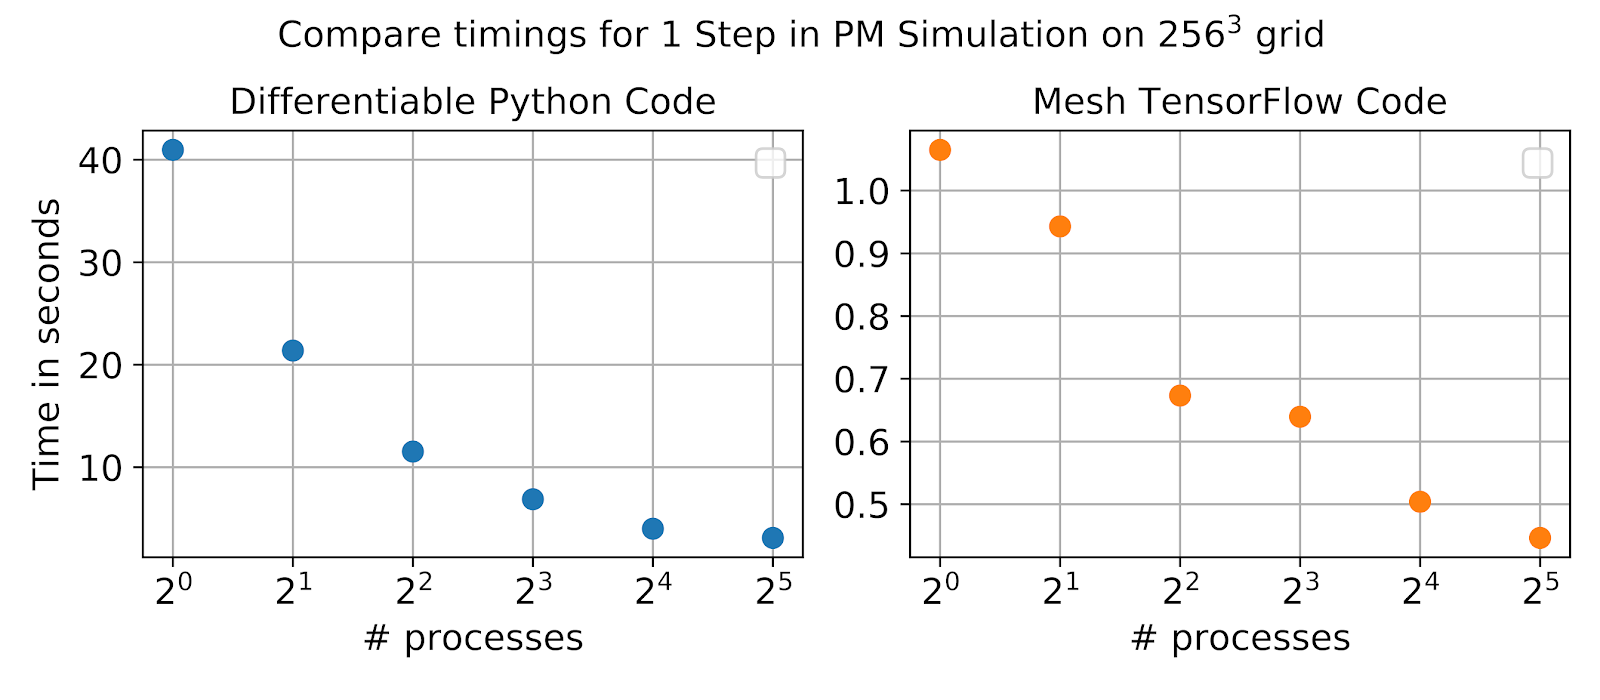 Compare timings for 1 Step in PM Simulation on 256³ grid
Differentiable Python Code
Time in seconds
40
30
20
10
2⁰ 2¹ 2² 2³ 2⁴ 2⁵
# processes
Mesh TensorFlow Code
1.0
0.9
0.8
0.7
0.6
0.5
2⁰ 2¹ 2² 2³ 2⁴ 2⁵
# processes